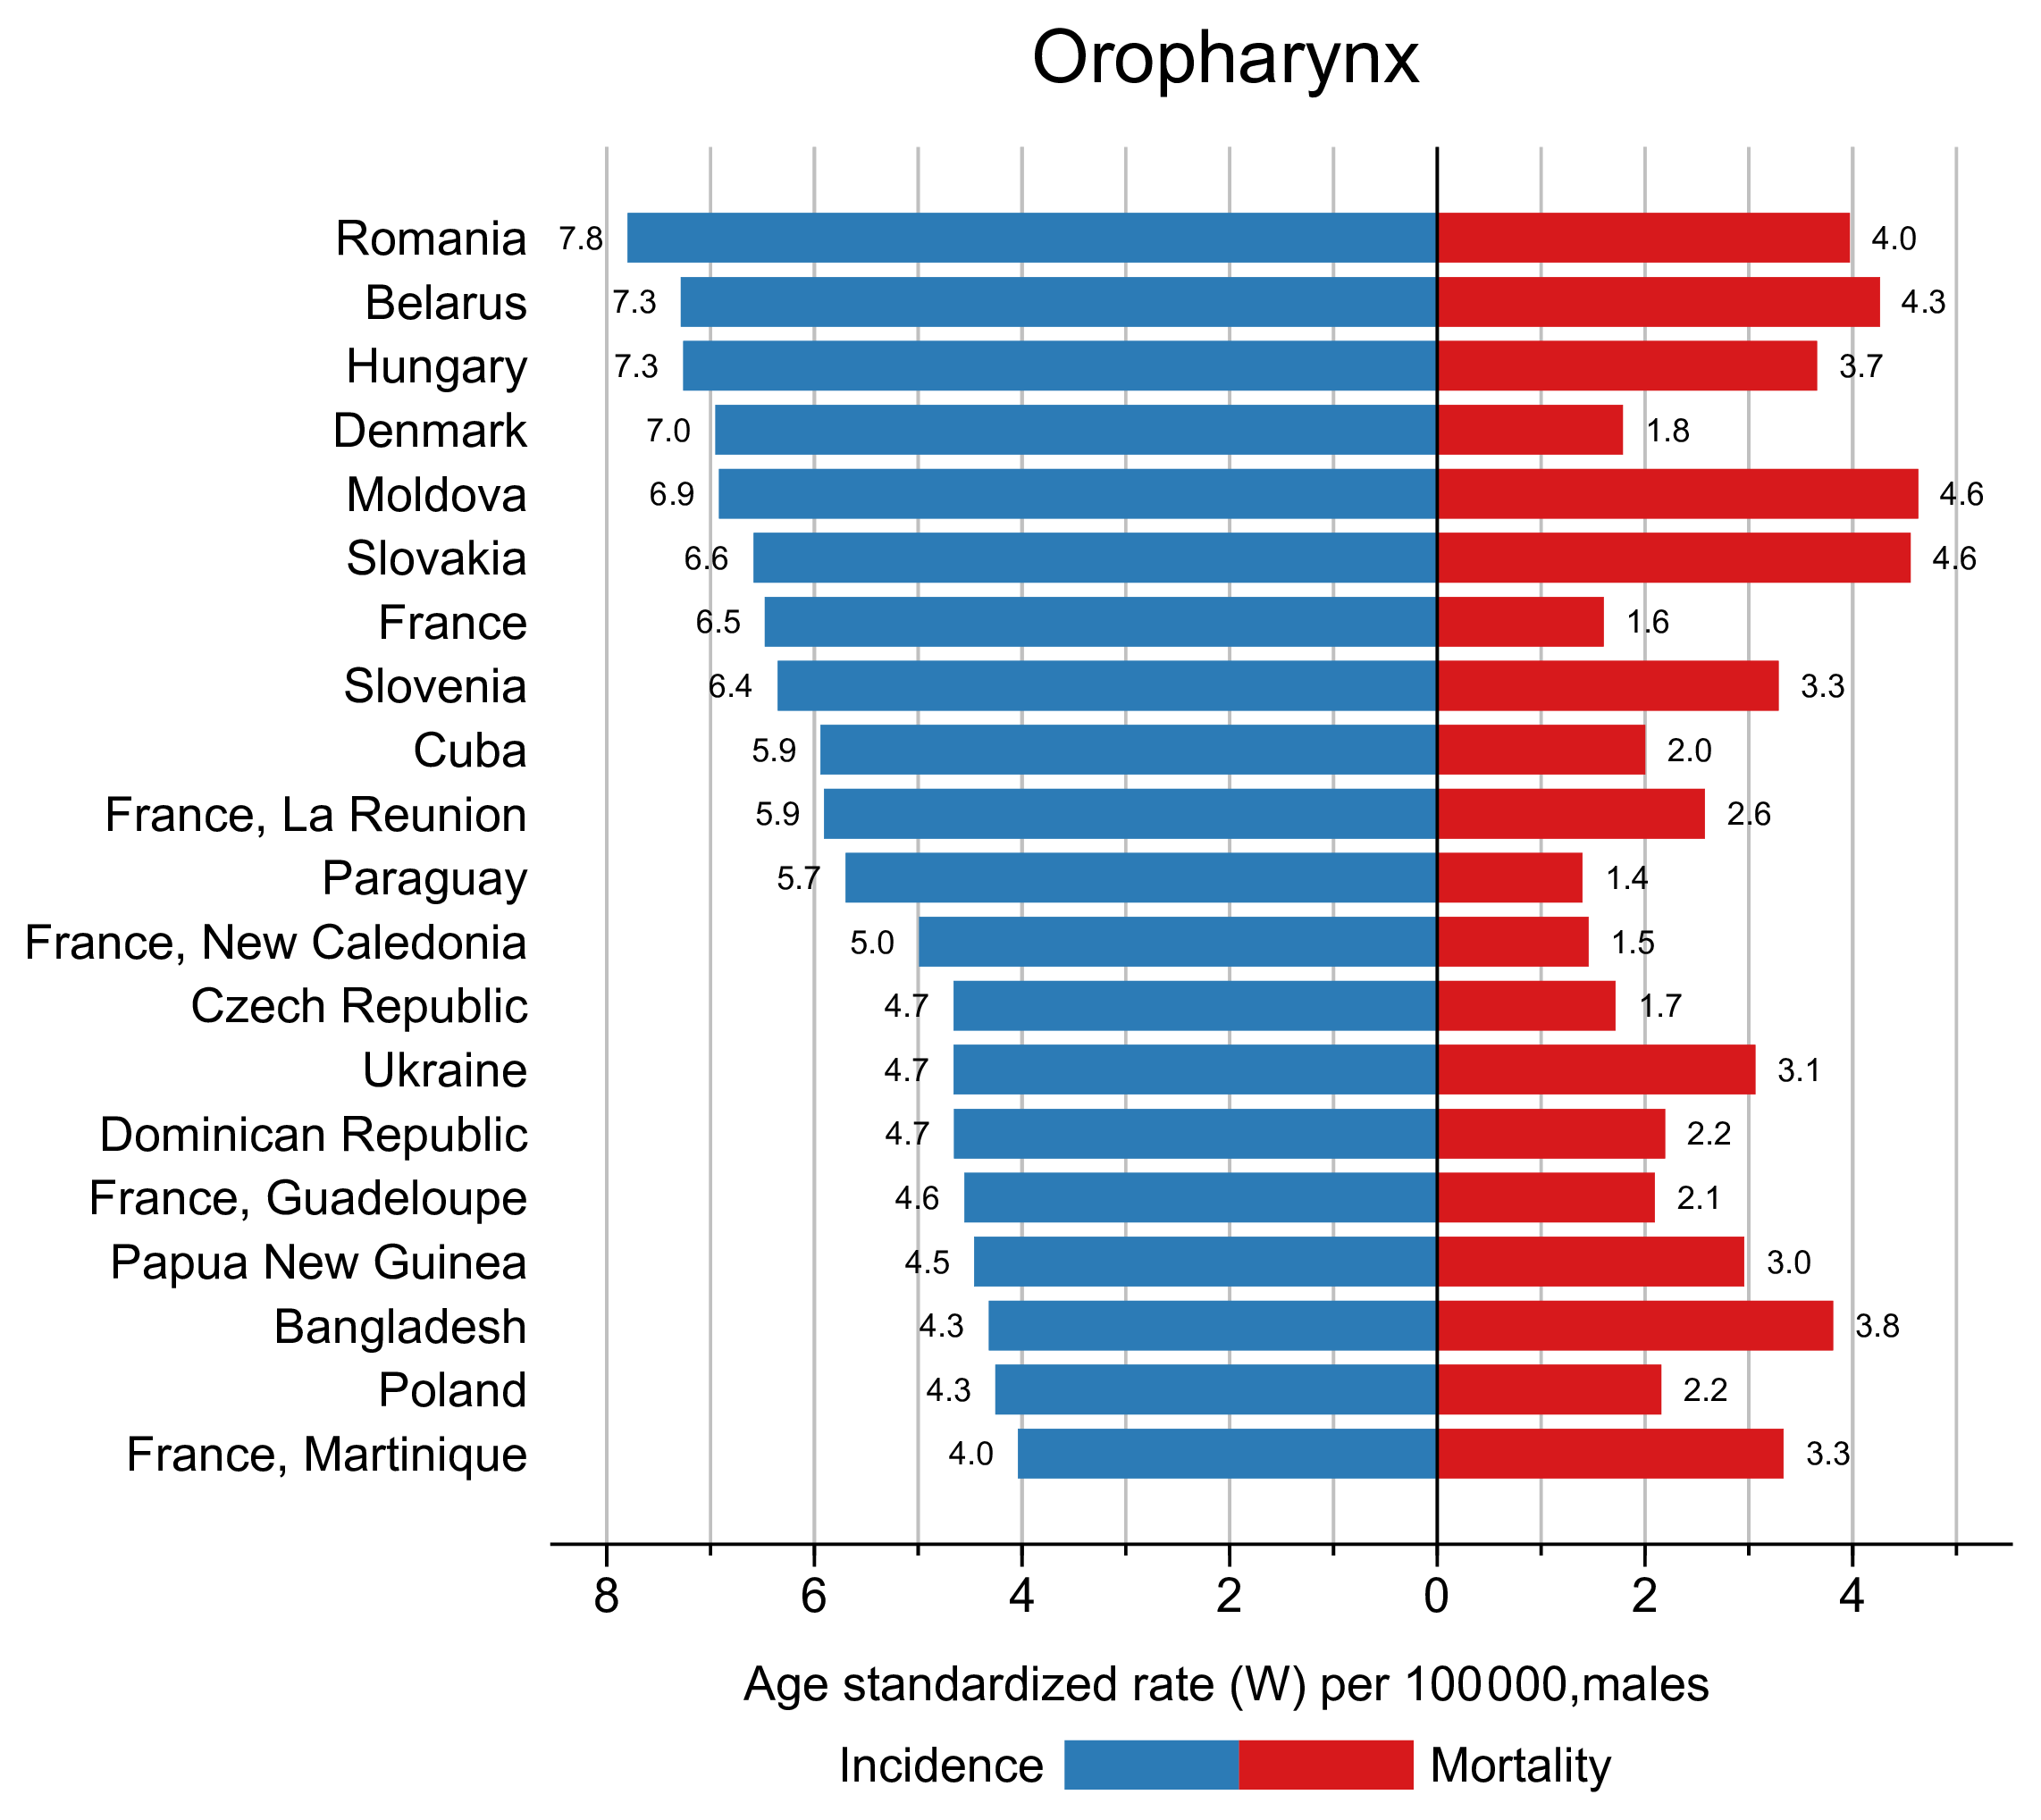 Oropharynx
Romania 7.8 4.0
Belarus 7.3 4.3
Hungary 7.3 3.7
Denmark 7.0 1.8
Moldova 6.9 4.6
Slovakia 6.6 4.6
France 6.5 1.6
Slovenia 6.4 3.3
Cuba 5.9 2.0
France, La Reunion 5.9 2.6
Paraguay 5.7 1.4
France, New Caledonia 5.0 1.5
Czech Republic 4.7 1.7
Ukraine 4.7 3.1
Dominican Republic 4.7 2.2
France, Guadeloupe 4.6 2.1
Papua New Guinea 4.5 3.0
Bangladesh 4.3 3.8
Poland 4.3 2.2
France, Martinique 4.0 3.3
8 6 4 2 0 2 4
Age standardized rate (W) per 100 000,males
Incidence Mortality